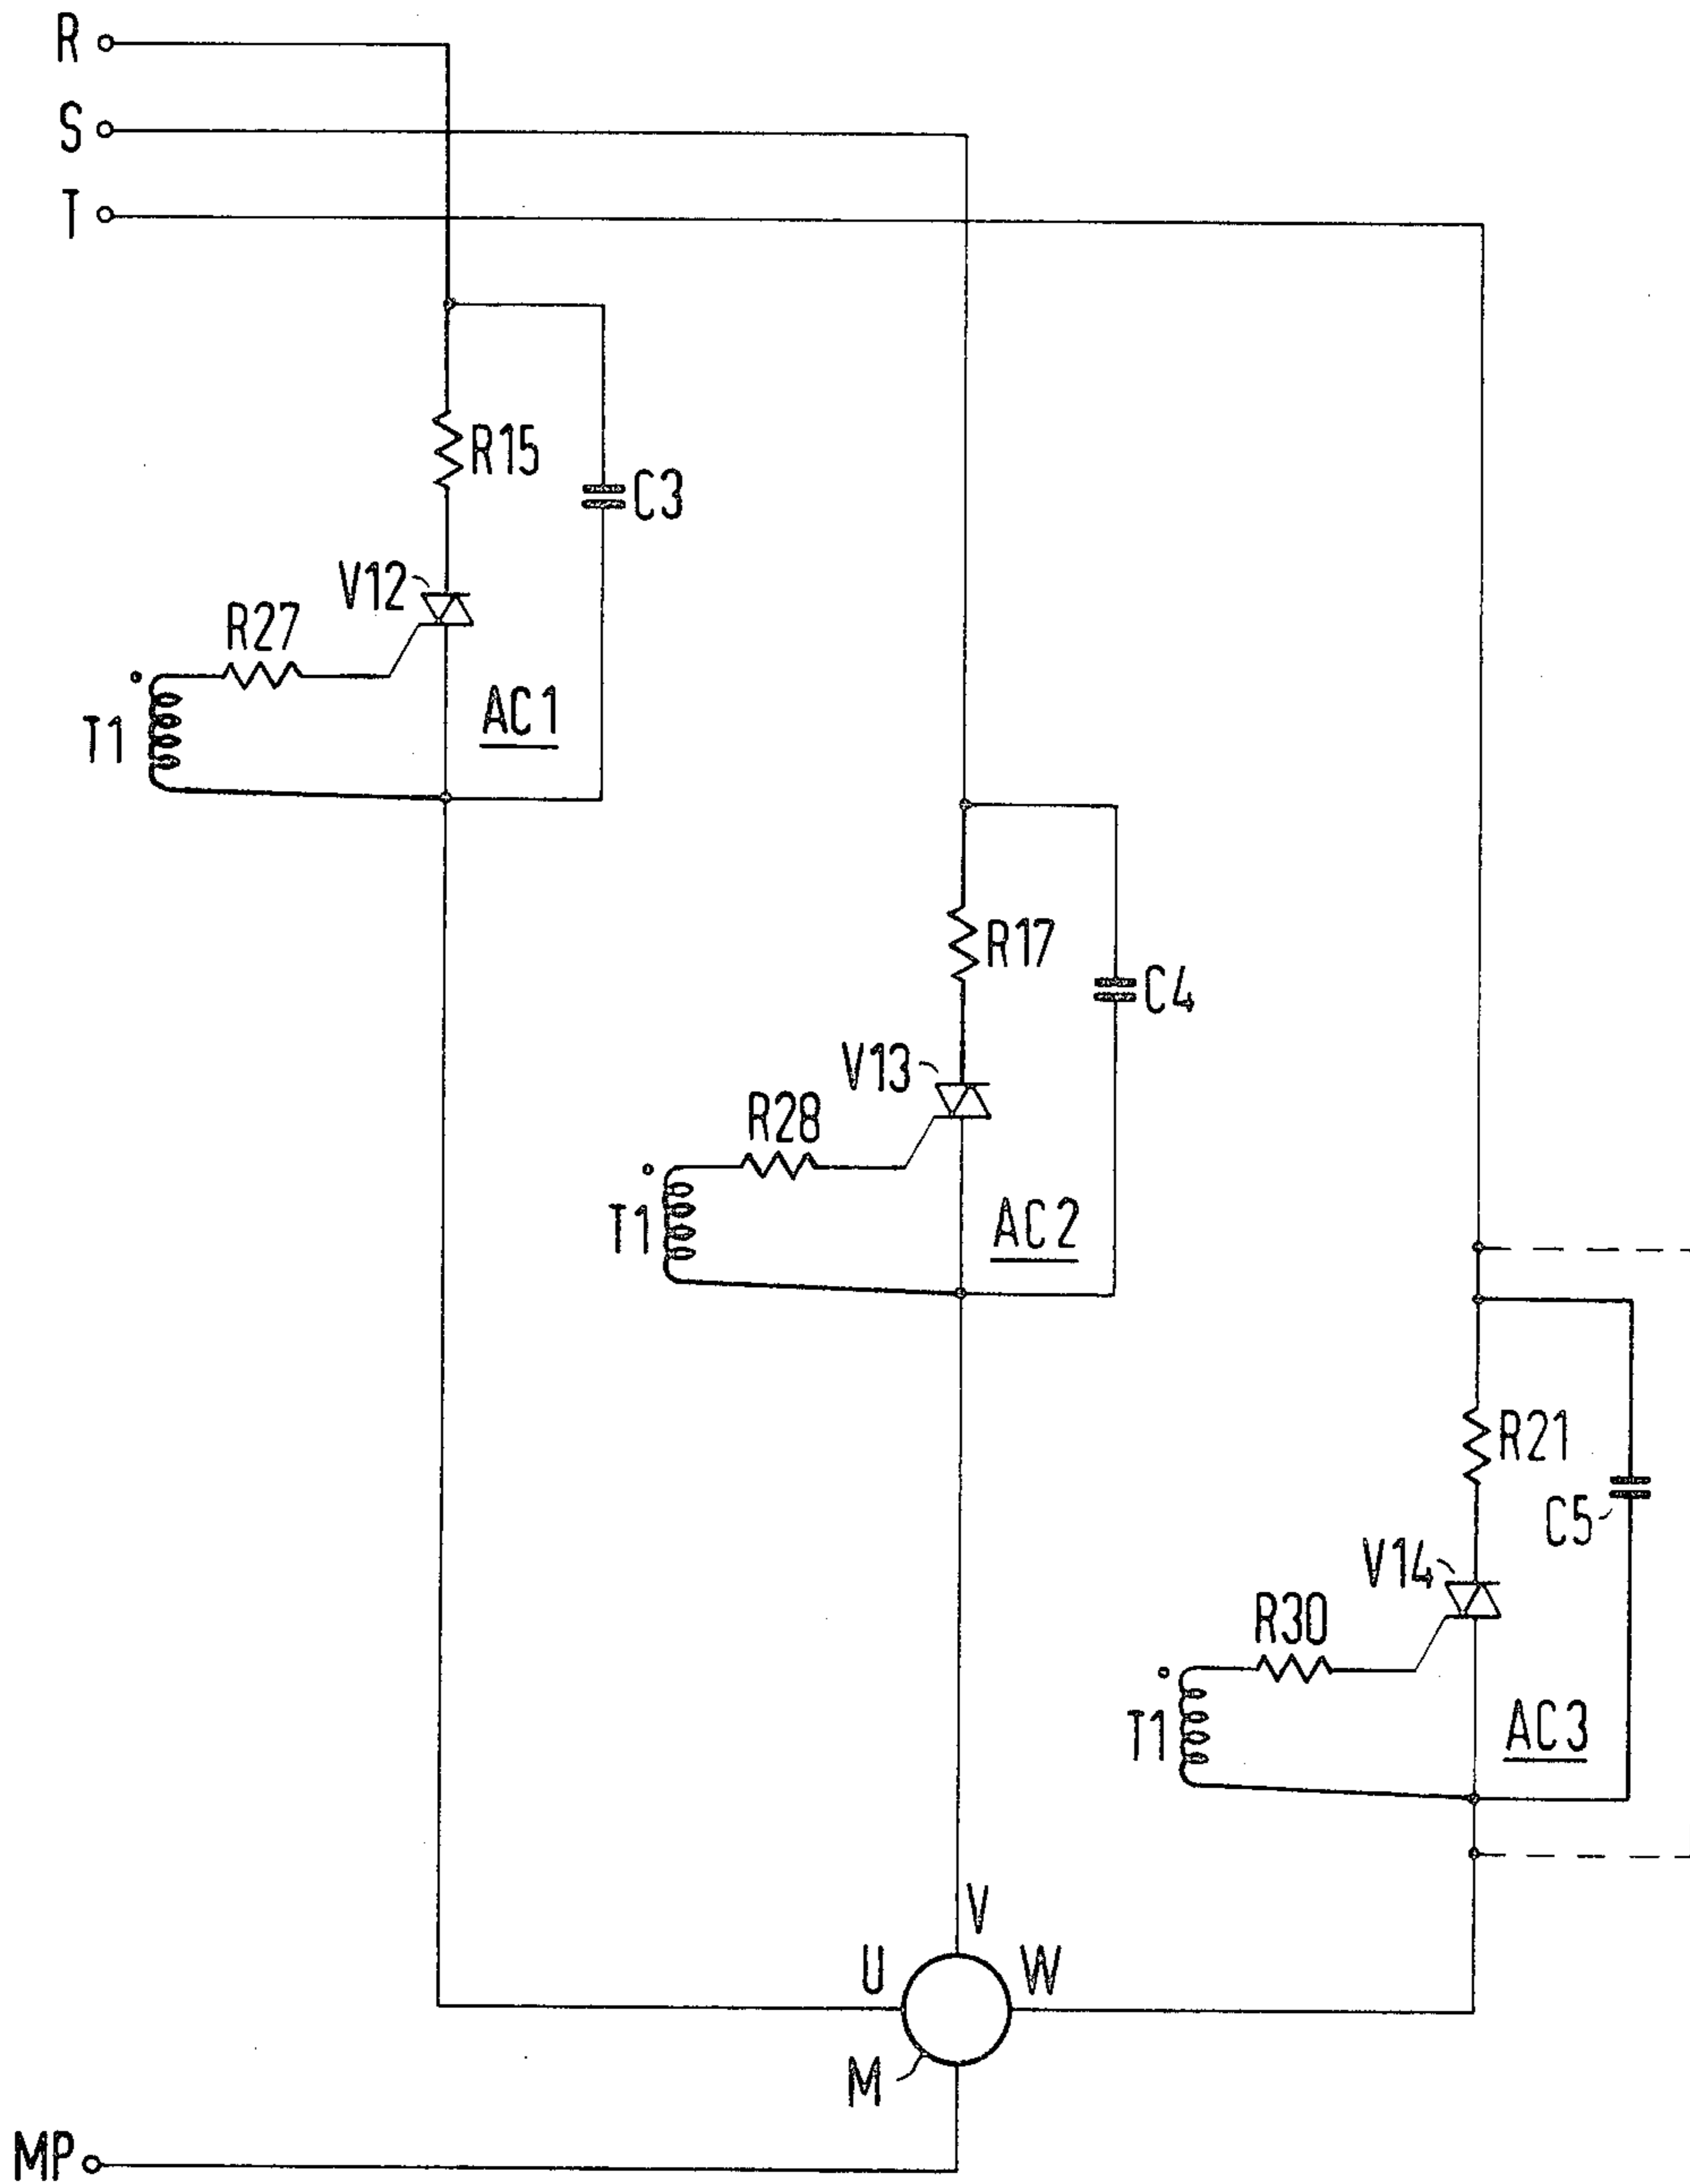 R
S
T
R15
C3
V12
R27
T1
AC1
R17
C4
V13
R28
T1
AC2
R21
C5
V14
R30
T1
AC3
V
U
W
M
MP